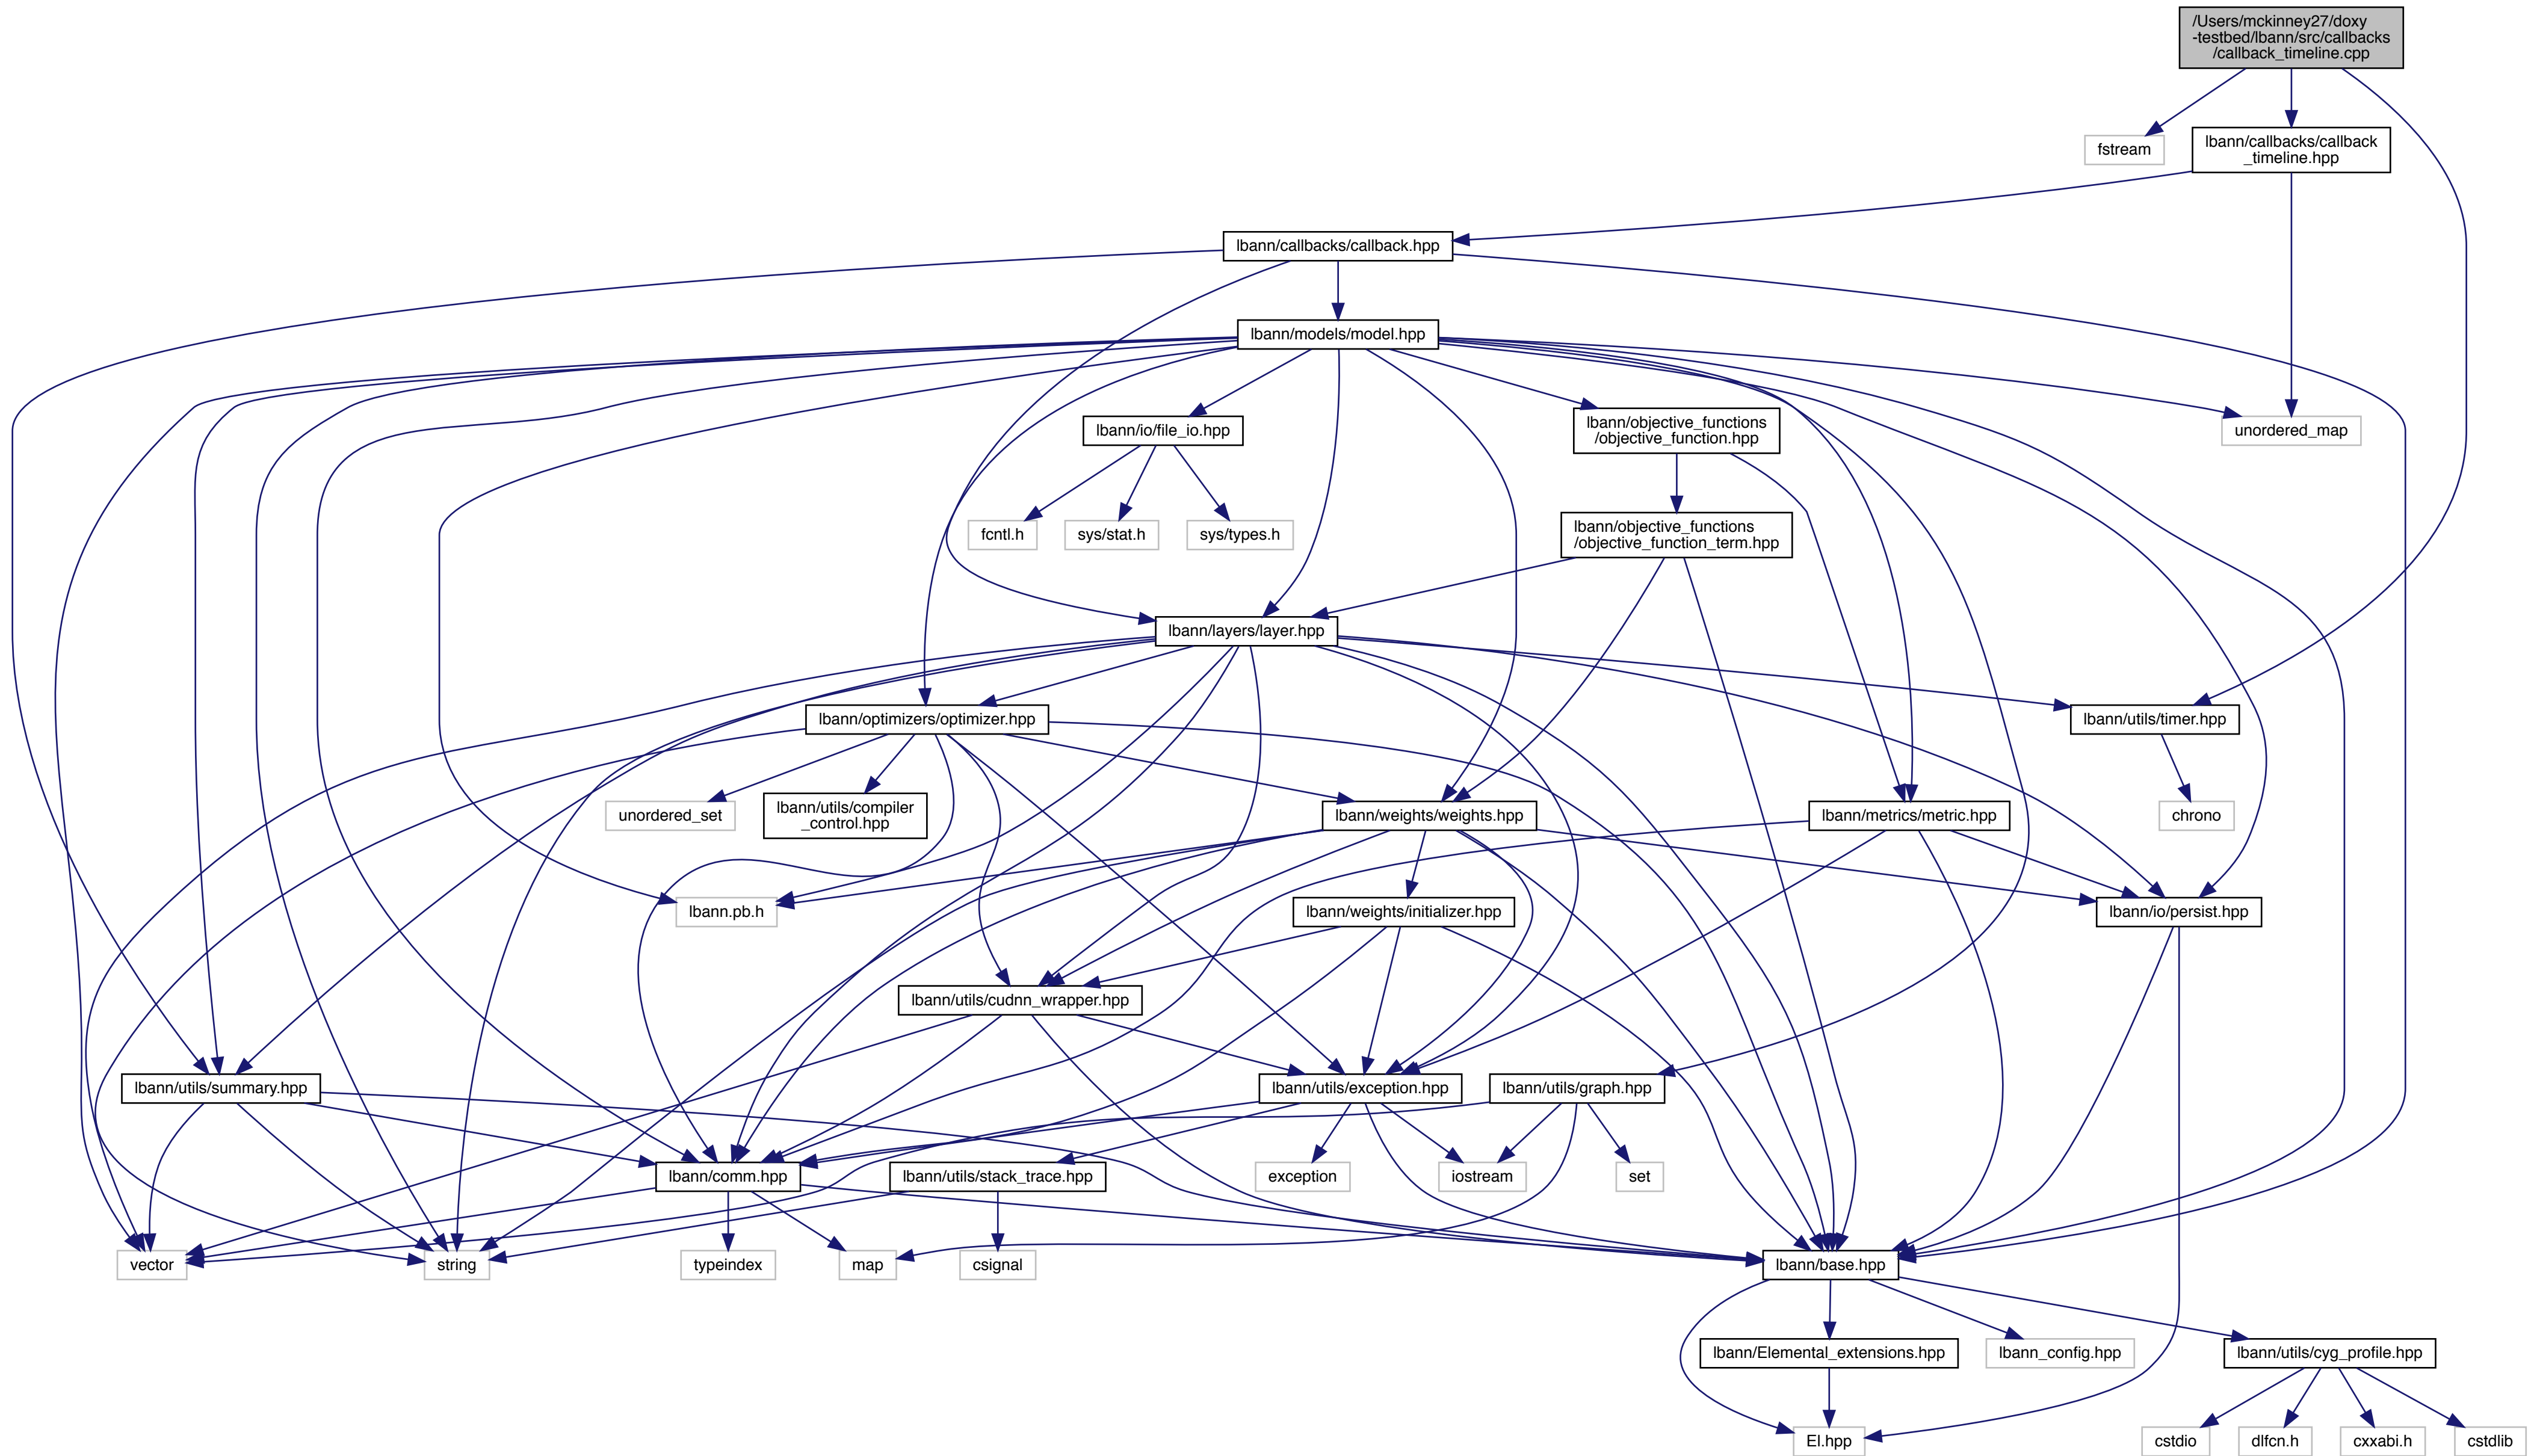 /Users/mckinney27/doxy
-testbed/lbann/src/callbacks
/callback_timeline.cpp
fstream
lbann/callbacks/callback
_timeline.hpp
lbann/callbacks/callback.hpp
lbann/models/model.hpp
lbann/io/file_io.hpp
lbann/objective_functions
/objective_function.hpp
unordered_map
fcntl.h
sys/stat.h
sys/types.h
lbann/objective_functions
/objective_function_term.hpp
lbann/layers/layer.hpp
lbann/optimizers/optimizer.hpp
lbann/utils/timer.hpp
unordered_set
lbann/utils/compiler
_control.hpp
lbann/weights/weights.hpp
lbann/metrics/metric.hpp
chrono
lbann.pb.h
lbann/weights/initializer.hpp
lbann/io/persist.hpp
lbann/utils/cudnn_wrapper.hpp
lbann/utils/summary.hpp
lbann/utils/exception.hpp
lbann/utils/graph.hpp
lbann/comm.hpp
lbann/utils/stack_trace.hpp
exception
iostream
set
vector
string
typeindex
map
csignal
lbann/base.hpp
lbann/Elemental_extensions.hpp
lbann_config.hpp
lbann/utils/cyg_profile.hpp
El.hpp
cstdio
dlfcn.h
cxxabi.h
cstdlib